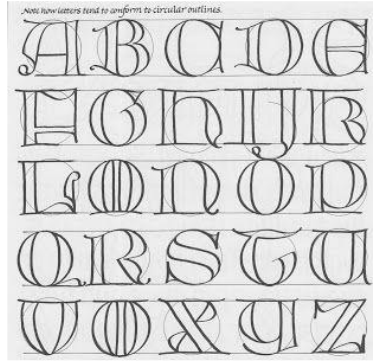 Note how letters tend to conform to circular outlines.
A B C D E
F G H I J K
L M N O P
Q R S T U
V W X Y Z